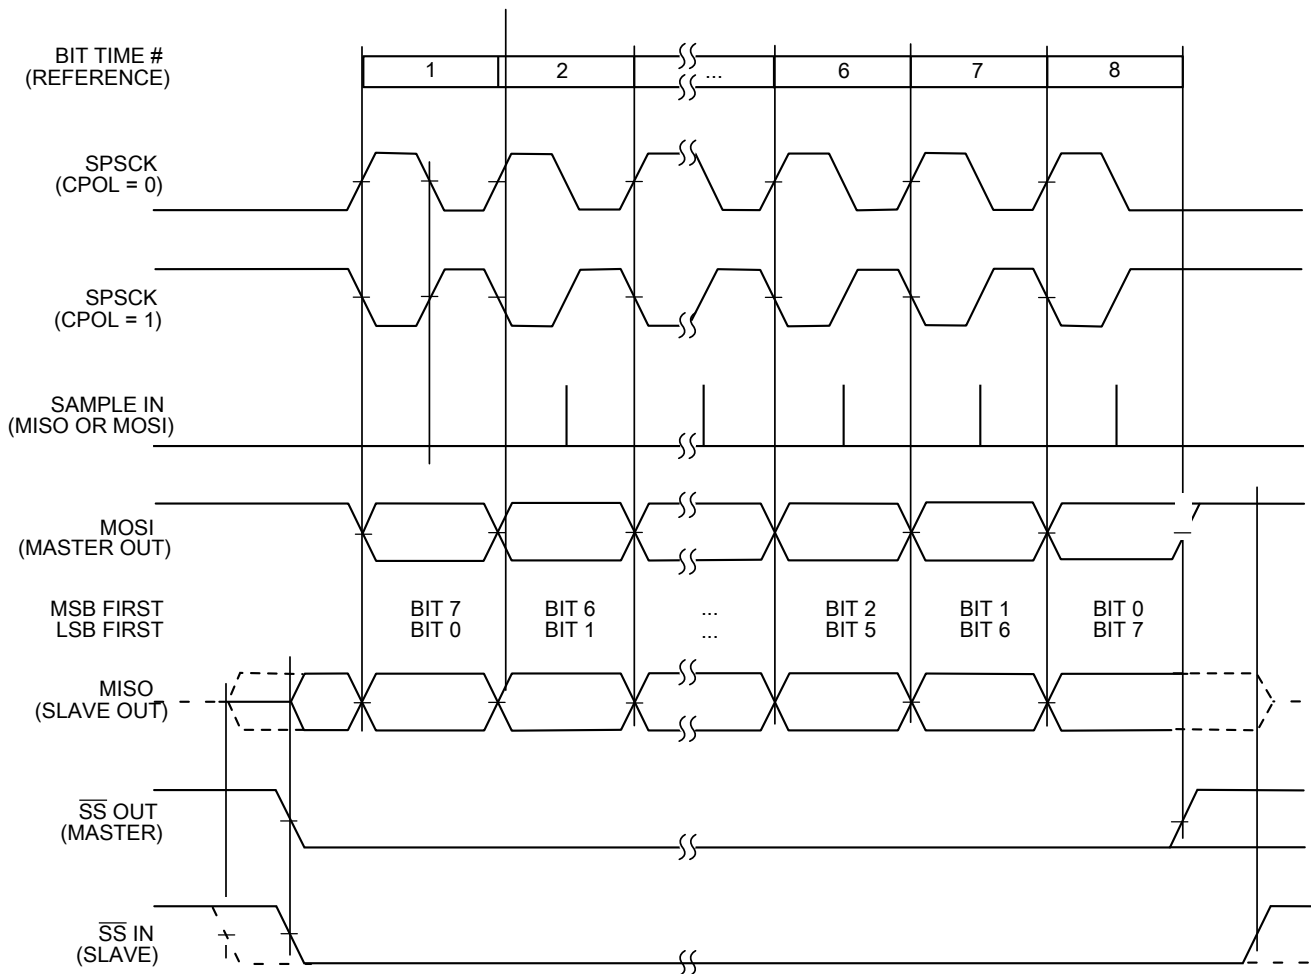 BIT TIME #
(REFERENCE)
1 2 ... 6 7 8
SPSCK
(CPOL = 0)
SPSCK
(CPOL = 1)
SAMPLE IN
(MISO OR MOSI)
MOSI
(MASTER OUT)
MSB FIRST BIT 7 BIT 6 ... BIT 2 BIT 1 BIT 0
LSB FIRST BIT 0 BIT 1 ... BIT 5 BIT 6 BIT 7
MISO
(SLAVE OUT)
SS OUT
(MASTER)
SS IN
(SLAVE)